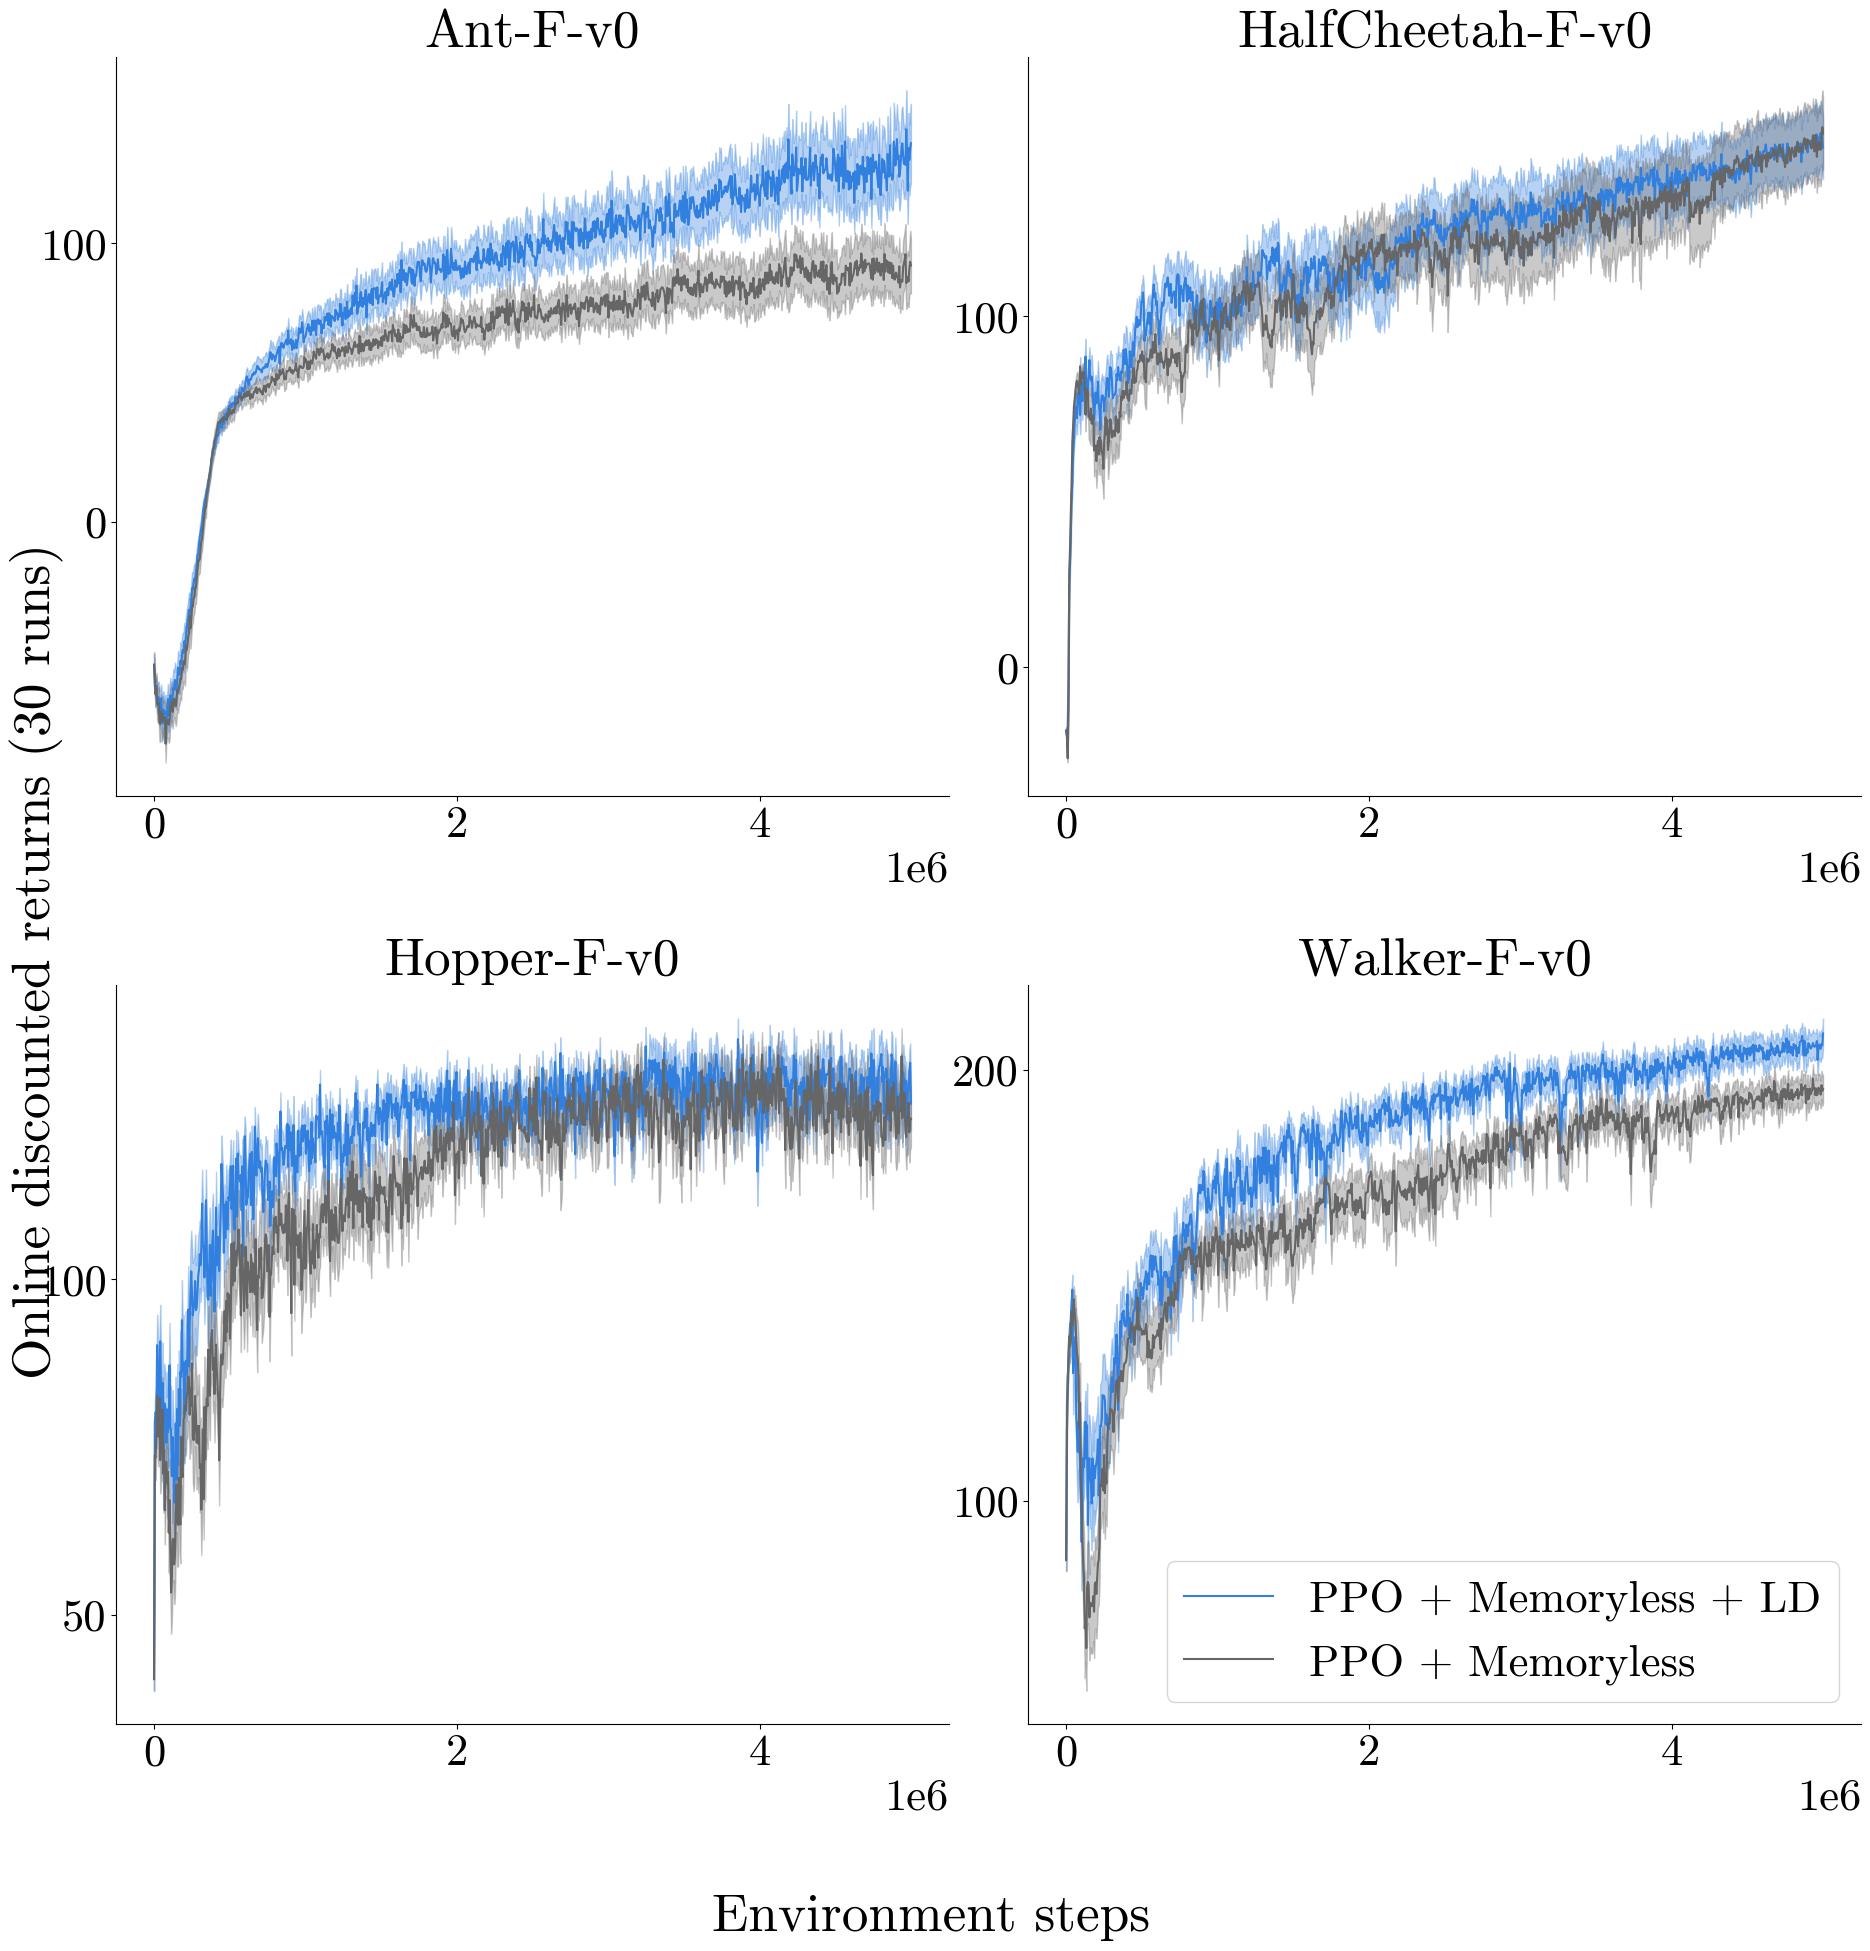 Ant-F-v0
HalfCheetah-F-v0
100
0
0
2
4
1e6
100
0
0
2
4
1e6
Online discounted returns (30 runs)
Hopper-F-v0
Walker-F-v0
100
50
0
2
4
1e6
200
100
0
2
4
1e6
PPO + Memoryless + LD
PPO + Memoryless
Environment steps